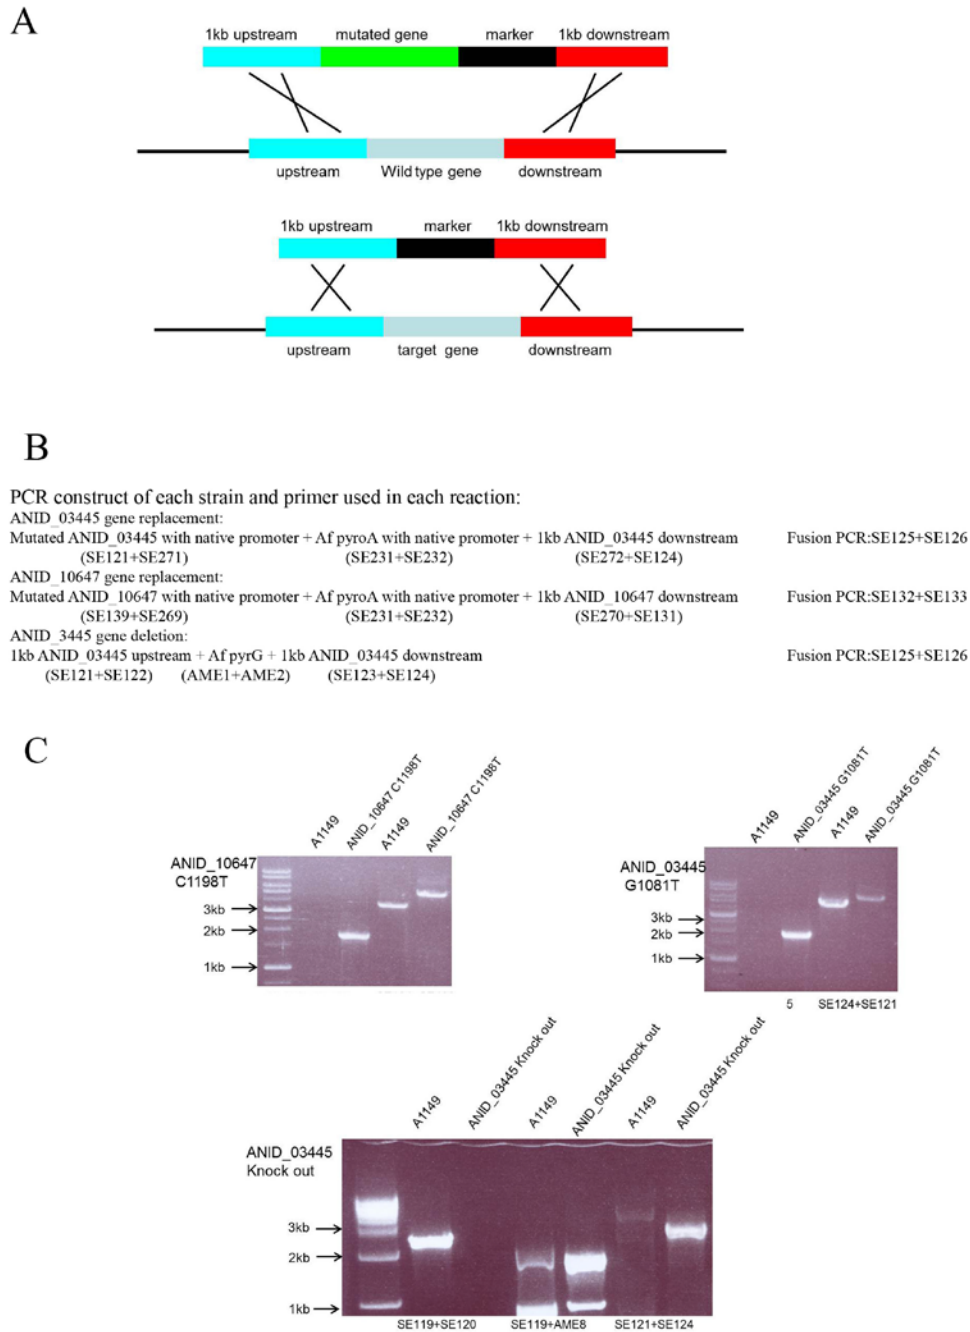 A
1kb upstream mutated gene marker 1kb downstream
upstream Wild type gene downstream
1kb upstream marker 1kb downstream
upstream target gene downstream
B
PCR construct of each strain and primer used in each reaction:
ANID_03445 gene replacement:
Mutated ANID_03445 with native promoter + Af pyroA with native promoter + 1kb ANID_03445 downstream Fusion PCR:SE125+SE126
(SE121+SE271) (SE231+SE232) (SE272+SE124)
ANID_10647 gene replacement:
Mutated ANID_10647 with native promoter + Af pyroA with native promoter + 1kb ANID_10647 downstream Fusion PCR:SE132+SE133
(SE139+SE269) (SE231+SE232) (SE270+SE131)
ANID_3445 gene deletion:
1kb ANID_03445 upstream + Af pyrG + 1kb ANID_03445 downstream Fusion PCR:SE125+SE126
(SE121+SE122) (AME1+AME2) (SE123+SE124)
C
A1149 ANID_10647 C1198T A1149 ANID_10647 C1198T
ANID_10647
C1198T
3kb
2kb
1kb
A1149 ANID_03445 G1081T A1149 ANID_03445 G1081T
ANID_03445
G1081T
3kb
2kb
1kb
5 SE124+SE121
A1149 ANID_03445 Knock out A1149 ANID_03445 Knock out A1149 ANID_03445 Knock out
ANID_03445
Knock out
3kb
2kb
1kb
SE119+SE120 SE119+AME8 SE121+SE124